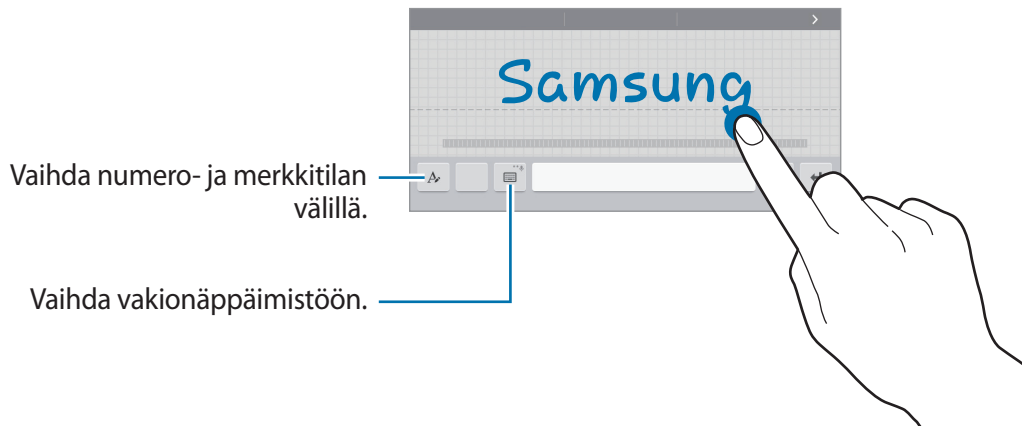 Samsung
Vaihda numero- ja merkkitilan
välillä.
Vaihda vakionäppäimistöön.